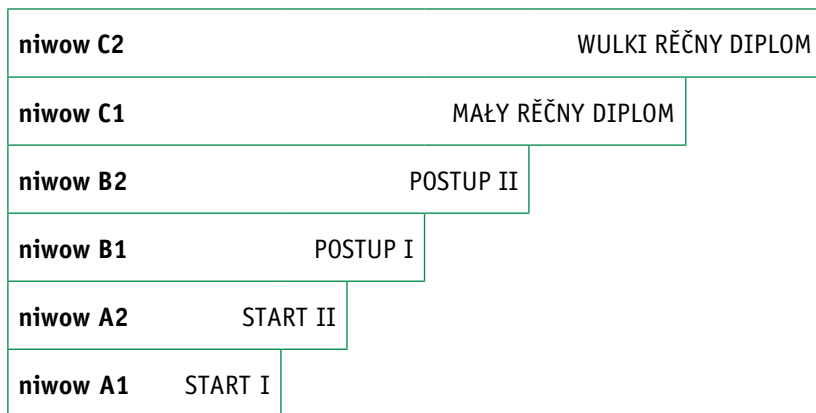 niwow C2 WULKI RĚČNY DIPLOM
niwow C1 MAŁY RĚČNY DIPLOM
niwow B2 POSTUP II
niwow B1 POSTUP I
niwow A2 START II
niwow A1 START I